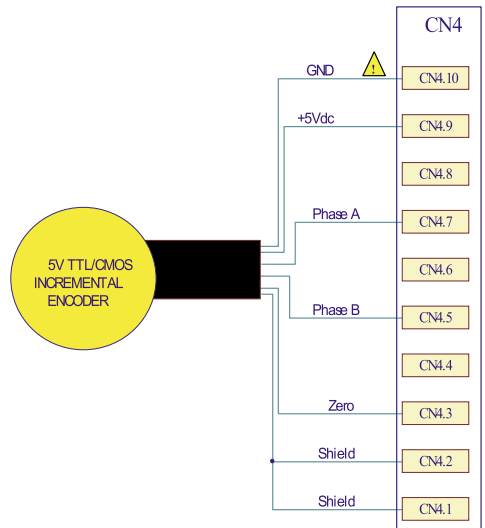 CN4
GND
!
CN4.10
+5Vdc
CN4.9
CN4.8
Phase A
CN4.7
5V TTL/CMOS
INCREMENTAL
ENCODER
CN4.6
Phase B
CN4.5
CN4.4
Zero
CN4.3
Shield
CN4.2
Shield
CN4.1